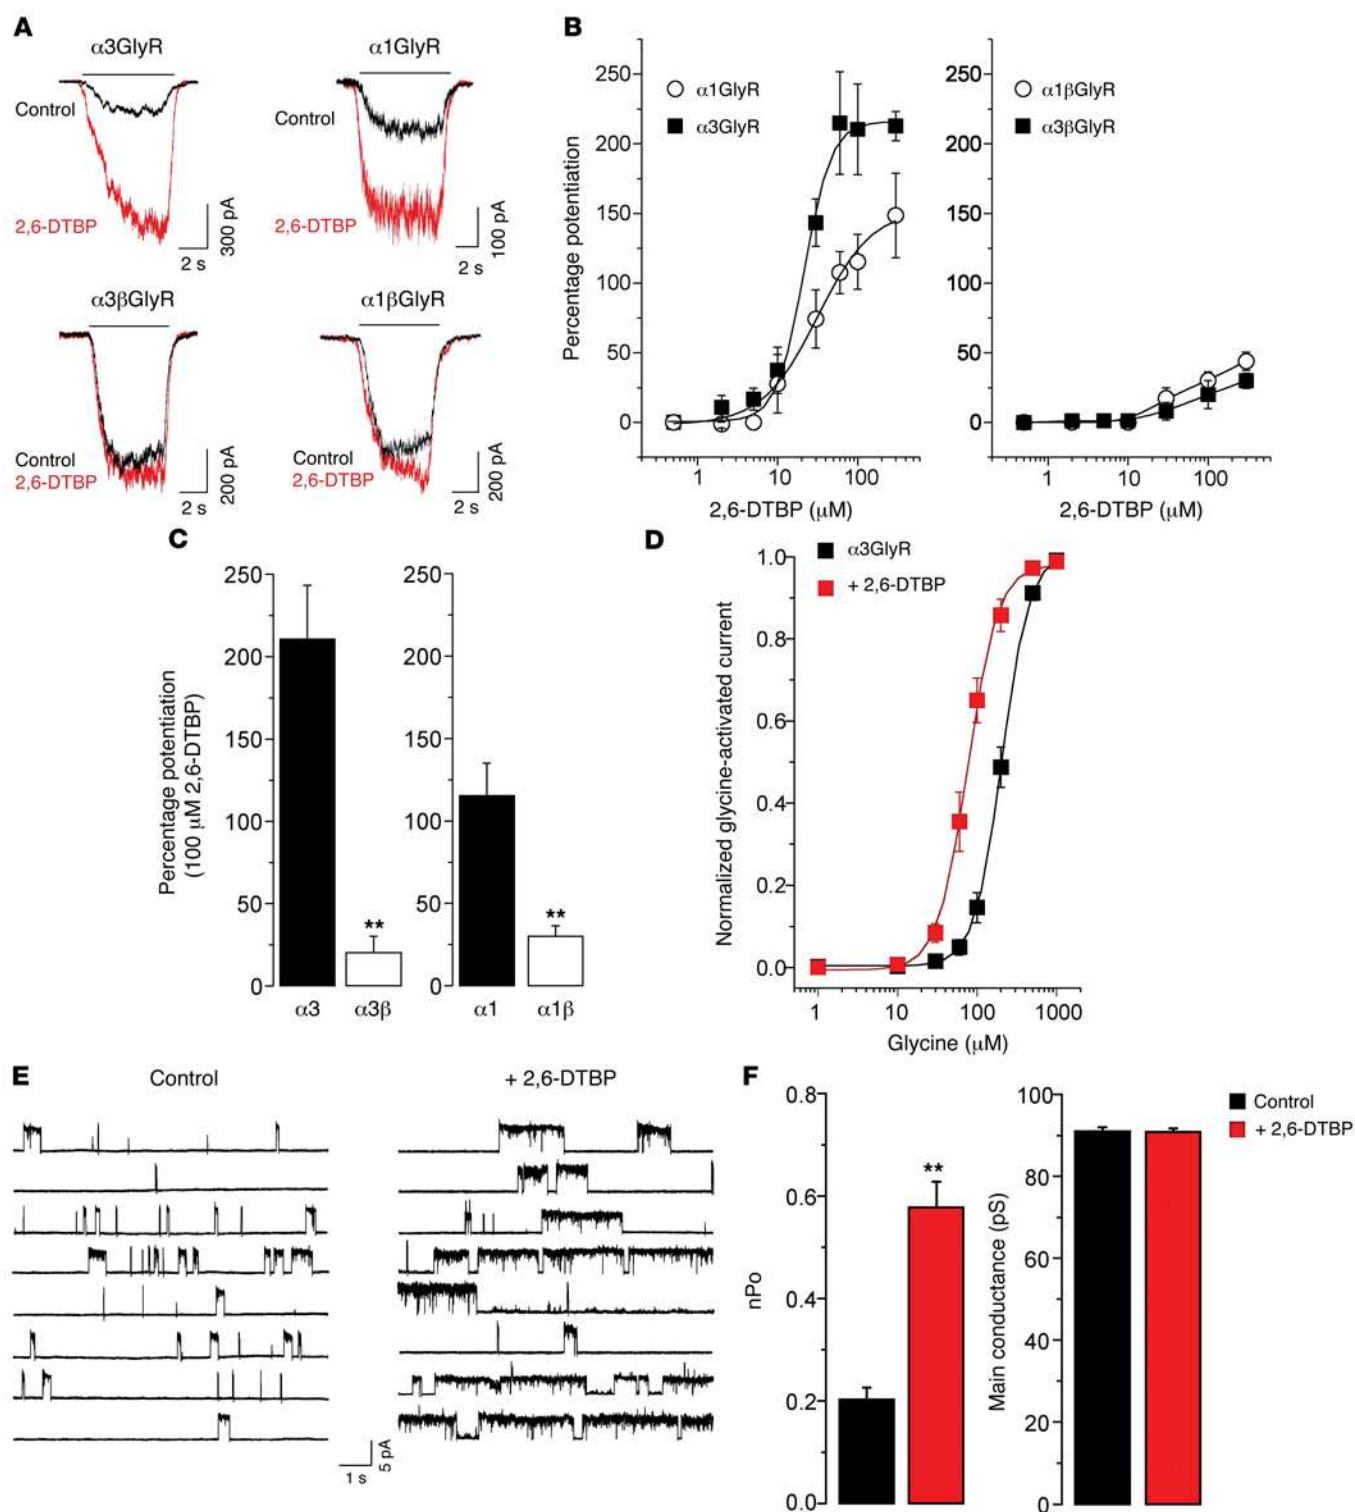 A
α3GlyR
α1GlyR
Control
Control
2,6-DTBP
2,6-DTBP
300 pA
2 s
100 pA
2 s
α3βGlyR
α1βGlyR
Control
2,6-DTBP
Control
2,6-DTBP
200 pA
2 s
200 pA
2 s
B
Percentage potentiation
250
200
150
100
50
0
α1GlyR
α3GlyR
1
10
100
2,6-DTBP (μM)
250
200
150
100
50
0
α1βGlyR
α3βGlyR
1
10
100
2,6-DTBP (μM)
C
Percentage potentiation
(100 μM 2,6-DTBP)
250
200
150
100
50
0
**
α3
α3β
250
200
150
100
50
0
**
α1
α1β
D
α3GlyR
+ 2,6-DTBP
Normalized glycine-activated current
1.0
0.8
0.6
0.4
0.2
0.0
1
10
100
1000
Glycine (μM)
E
Control
+ 2,6-DTBP
5 pA
1 s
F
nPo
0.8
0.6
0.4
0.2
0.0
**
Main conductance (pS)
100
80
60
40
20
0
Control
+ 2,6-DTBP